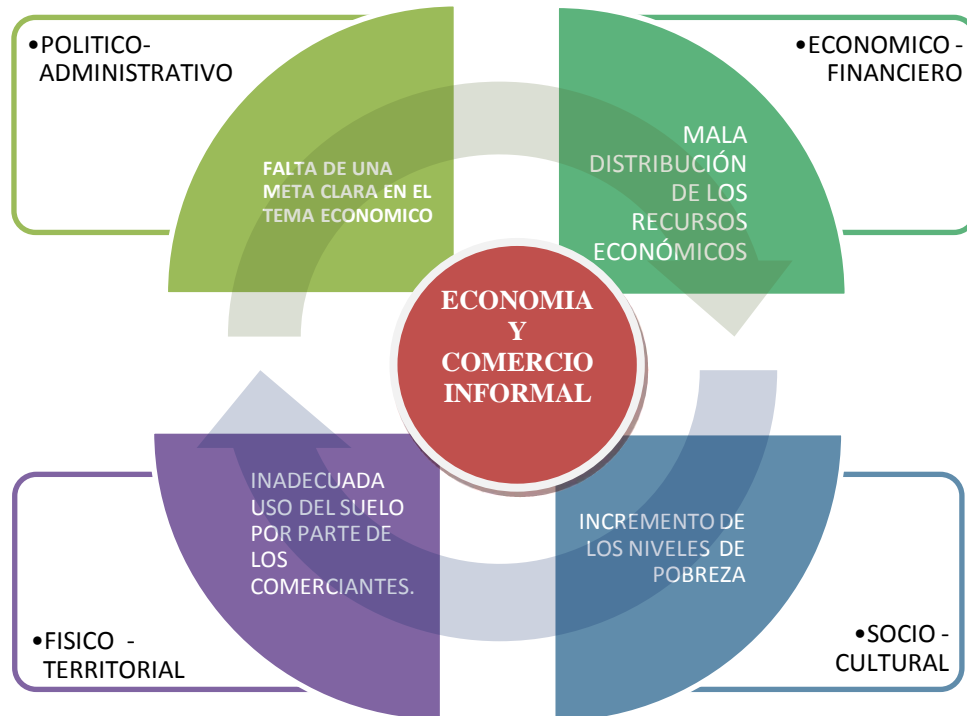 •POLITICO-
ADMINISTRATIVO
•ECONOMICO -
FINANCIERO
FALTA DE UNA
META CLARA EN EL
TEMA ECONOMICO
MALA
DISTRIBUCIÓN
DE LOS
RECURSOS
ECONÓMICOS
ECONOMIA
Y
COMERCIO
INFORMAL
INADECUADA
USO DEL SUELO
POR PARTE DE
LOS
COMERCIANTES.
INCREMENTO DE
LOS NIVELES DE
POBREZA
•FISICO -
TERRITORIAL
•SOCIO -
CULTURAL